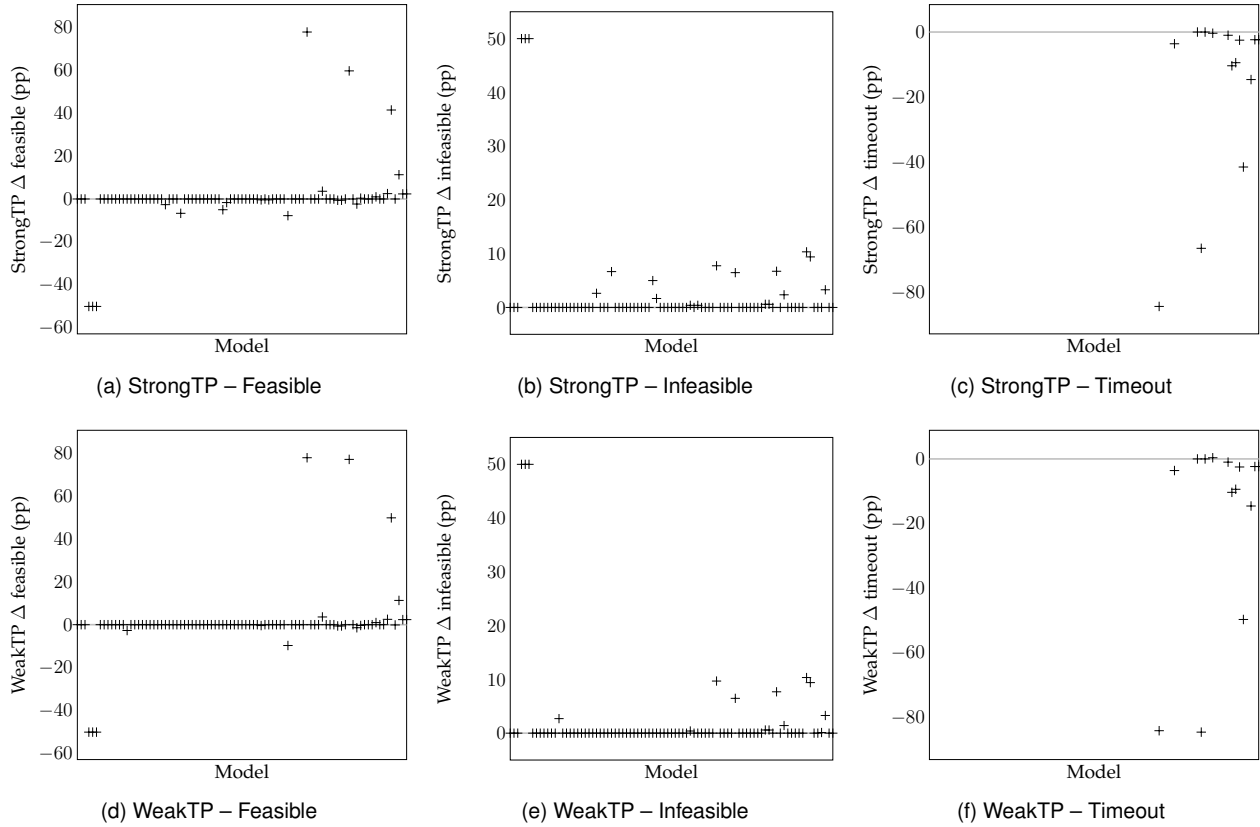 StrongTP Δ feasible (pp)
80
60
40
20
0
−20
−40
−60
Model
(a) StrongTP – Feasible
StrongTP Δ infeasible (pp)
50
40
30
20
10
0
Model
(b) StrongTP – Infeasible
StrongTP Δ timeout (pp)
0
−20
−40
−60
−80
Model
(c) StrongTP – Timeout
WeakTP Δ feasible (pp)
80
60
40
20
0
−20
−40
−60
Model
(d) WeakTP – Feasible
WeakTP Δ infeasible (pp)
50
40
30
20
10
0
Model
(e) WeakTP – Infeasible
WeakTP Δ timeout (pp)
0
−20
−40
−60
−80
Model
(f) WeakTP – Timeout